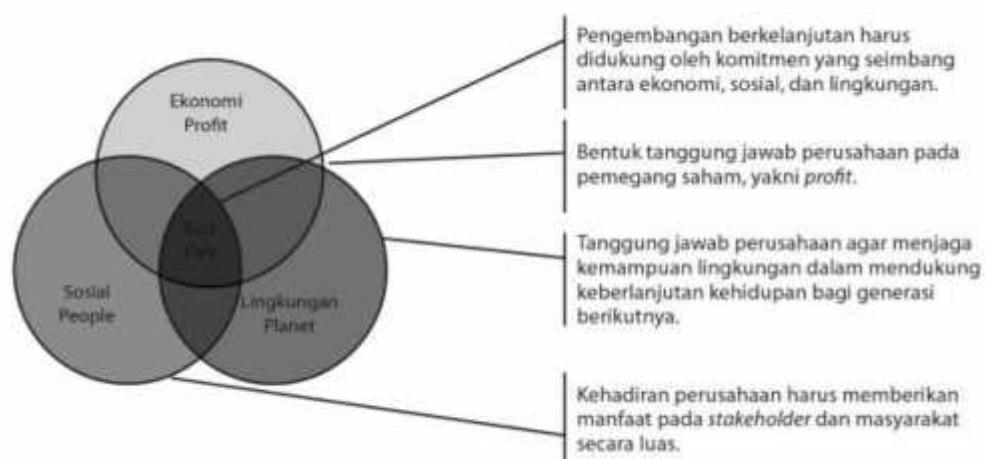 Ekonomi
Profit
Sust
Dev
Sosial
People
Lingkungan
Planet
Pengembangan berkelanjutan harus
didukung oleh komitmen yang seimbang
antara ekonomi, sosial, dan lingkungan.
Bentuk tanggung jawab perusahaan pada
pemegang saham, yakni profit.
Tanggung jawab perusahaan agar menjaga
kemampuan lingkungan dalam mendukung
keberlanjutan kehidupan bagi generasi
berikutnya.
Kehadiran perusahaan harus memberikan
manfaat pada stakeholder dan masyarakat
secara luas.